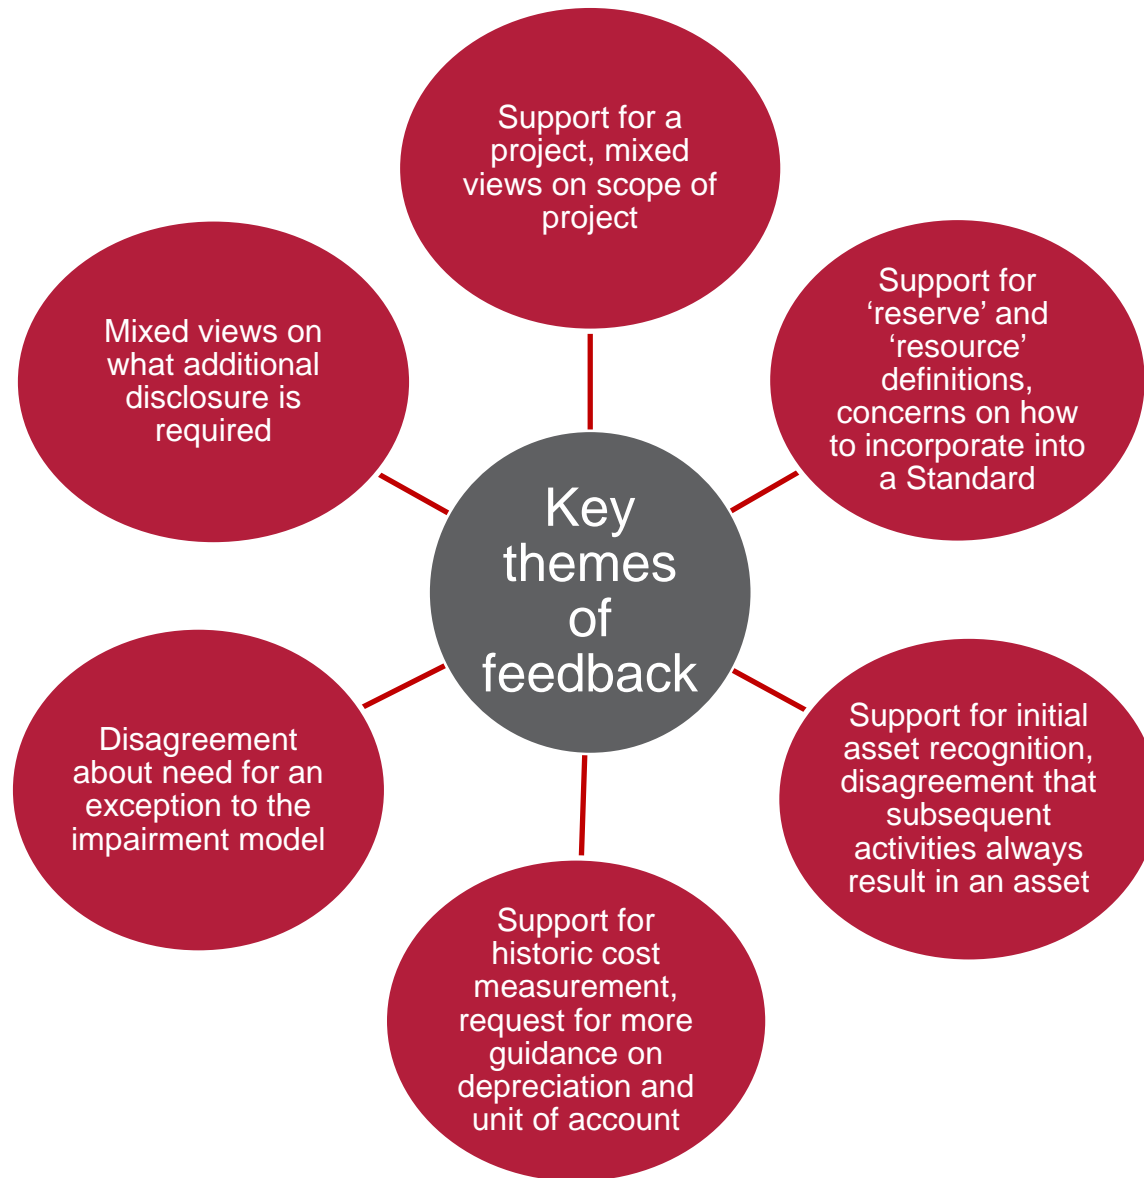 Support for a
project, mixed
views on scope of
project
Support for
‘reserve’ and
‘resource’
definitions,
concerns on how
to incorporate into
a Standard
Mixed views on
what additional
disclosure is
required
Key
themes
of
feedback
Support for initial
asset recognition,
disagreement that
subsequent
activities always
result in an asset
Disagreement
about need for an
exception to the
impairment model
Support for
historic cost
measurement,
request for more
guidance on
depreciation and
unit of account